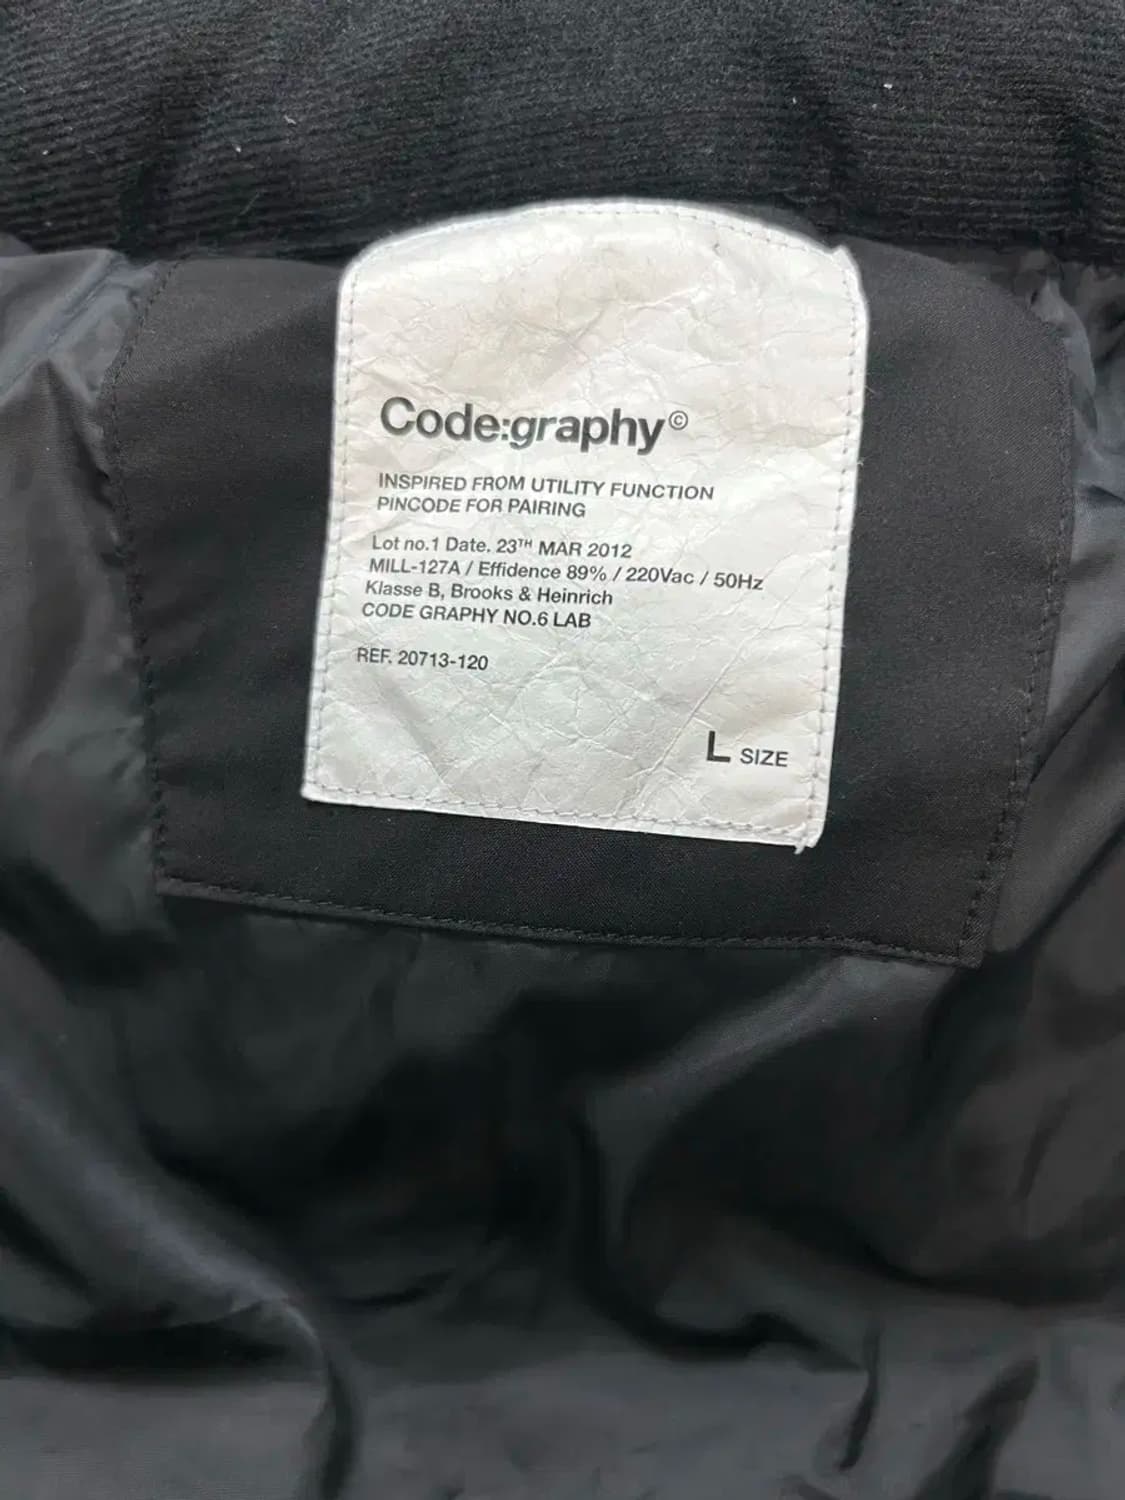 Code:graphy©
INSPIRED FROM UTILITY FUNCTION
PINCODE FOR PAIRING
Lot no.1 Date. 23TH MAR 2012
MILL-127A / Effidence 89% / 220Vac / 50Hz
Klasse B, Brooks & Heinrich
CODE GRAPHY NO.6 LAB
REF. 20713-120
L SIZE